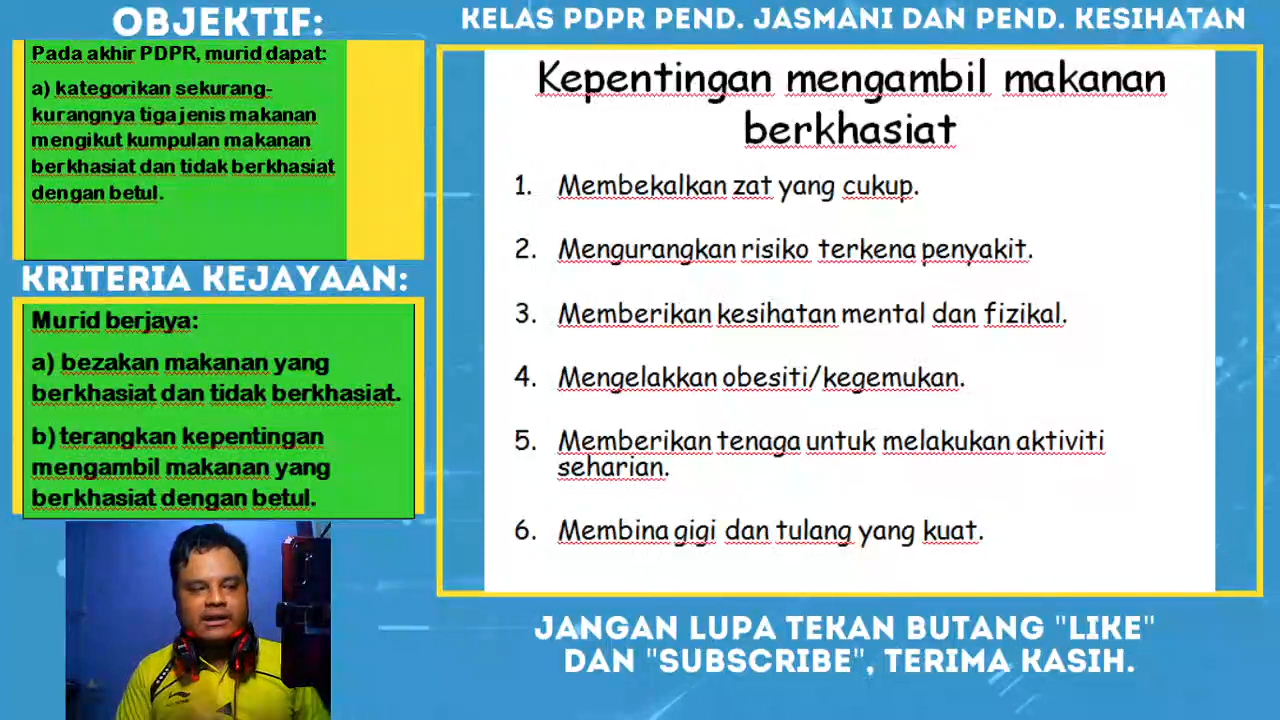 OBJEKTIF:
Pada akhir PDPR, murid dapat:
a) kategorikan sekurang-
kurangnya tiga jenis makanan
mengikut kumpulan makanan
berkhasiat dan tidak berkhasiat
dengan betul.
KRITERIA KEJAYAAN:
Murid berjaya:
a) bezakan makanan yang
berkhasiat dan tidak berkhasiat.
b) terangkan kepentingan
mengambil makanan yang
berkhasiat dengan betul.
KELAS PDPR PEND. JASMANI DAN PEND. KESIHATAN
Kepentingan mengambil makanan
berkhasiat
1. Membekalkan zat yang cukup.
2. Mengurangkan risiko terkena penyakit.
3. Memberikan kesihatan mental dan fizikal.
4. Mengelakkan obesiti/kegemukan.
5. Memberikan tenaga untuk melakukan aktiviti
seharian.
6. Membina gigi dan tulang yang kuat.
JANGAN LUPA TEKAN BUTANG "LIKE"
DAN "SUBSCRIBE", TERIMA KASIH.